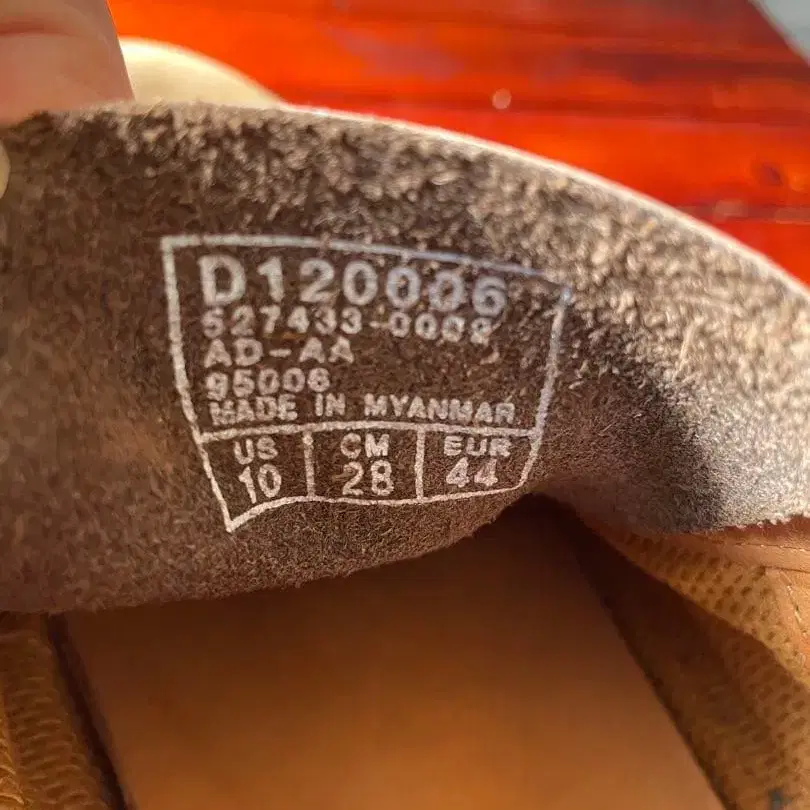 D120006
527433-0002
AD-AA
95006
MADE IN MYANMAR
US CM EUR
10 28 44